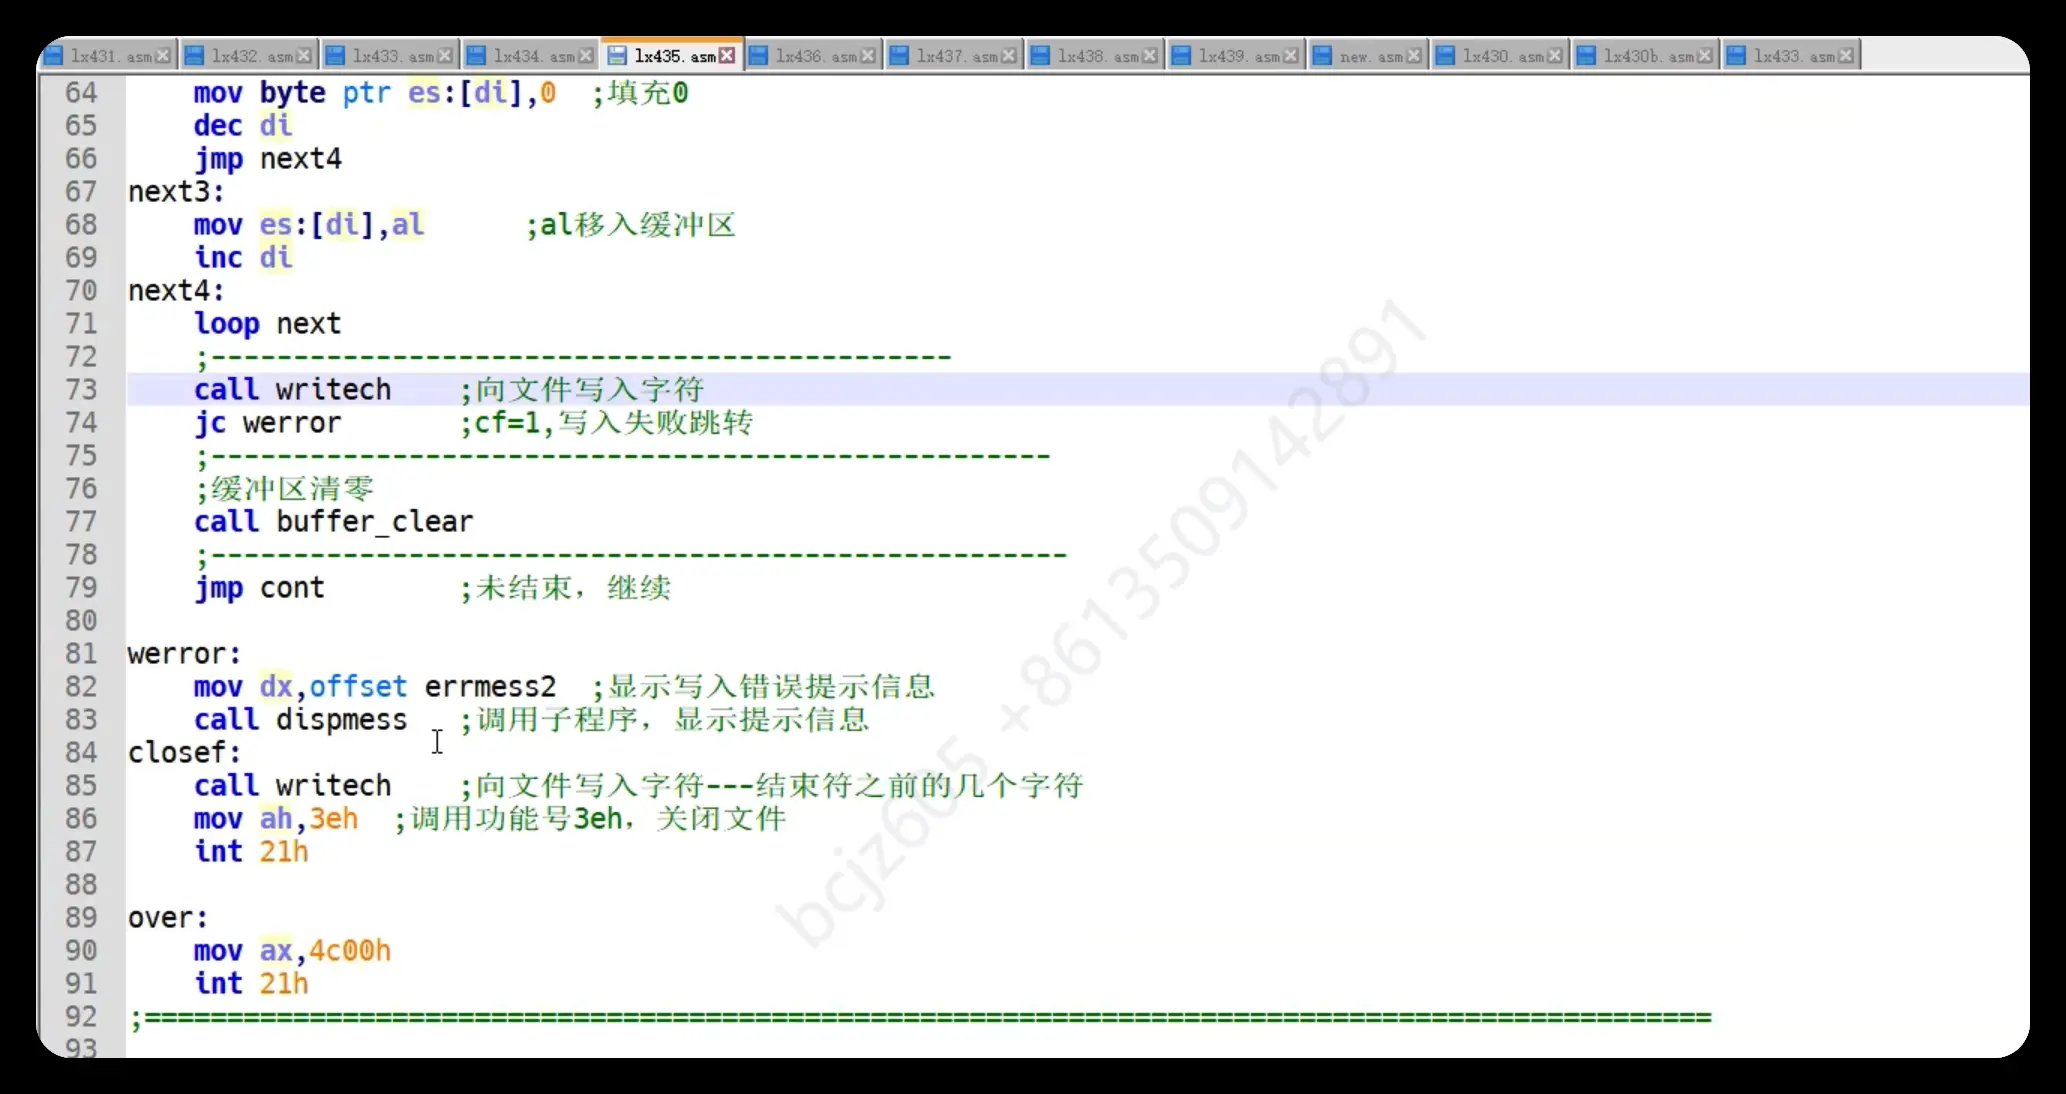 lx431.asm lx432.asm lx433.asm lx434.asm lx435.asm lx436.asm lx437.asm lx438.asm lx439.asm new.asm lx430.asm lx430b.asm lx433.asm
64 mov byte ptr es:[di],0 ;填充0
65 dec di
66 jmp next4
67 next3:
68 mov es:[di],al ;al移入缓冲区
69 inc di
70 next4:
71 loop next
72 ;---------------------------------------------
73 call writech ;向文件写入字符
74 jc werror ;cf=1,写入失败跳转
75 ;---------------------------------------------------
76 ;缓冲区清零
77 call buffer_clear
78 ;----------------------------------------------------
79 jmp cont ;未结束，继续
80
81 werror:
82 mov dx,offset errmess2 ;显示写入错误提示信息
83 call dispmess ;调用子程序，显示提示信息
84 closef:
85 call writech ;向文件写入字符---结束符之前的几个字符
86 mov ah,3eh ;调用功能号3eh，关闭文件
87 int 21h
88
89 over:
90 mov ax,4c00h
91 int 21h
92 ;===============================================================================================
93
bcjz605 +8613509142891